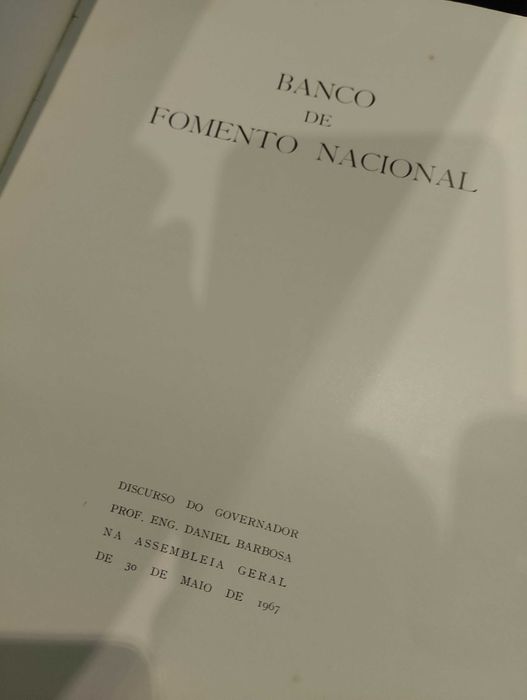 BANCO
DE
FOMENTO NACIONAL
DISCURSO DO GOVERNADOR
PROF. ENG. DANIEL BARBOSA
NA ASSEMBLEIA GERAL
DE 30 DE MAIO DE 1967